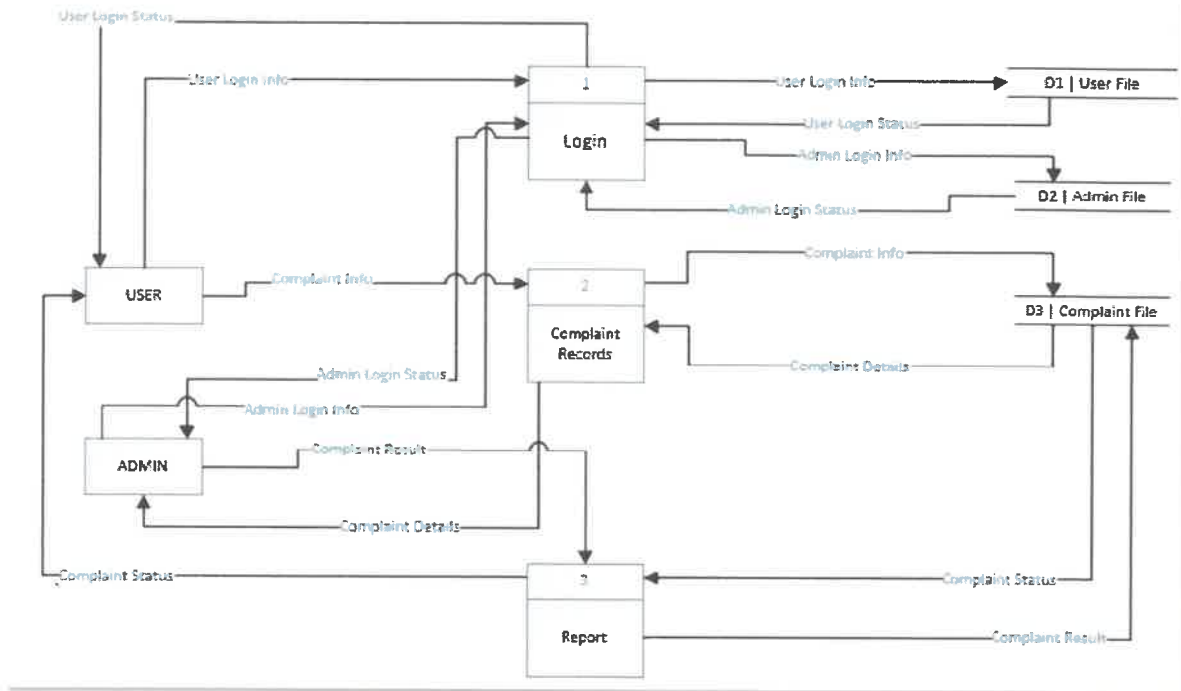 User Login Status
User Login Info
1
User Login Info
D1 | User File
User Login Status
Login
Admin Login Info
D2 | Admin File
Admin Login Status
Complaint Info
Complaint Info
2
USER
D3 | Complaint File
Complaint
Records
Complaint Details
Admin Login Status
Admin Login Info
Complaint Result
ADMIN
Complaint Details
Complaint Status
3
Complaint Status
Report
Complaint Result